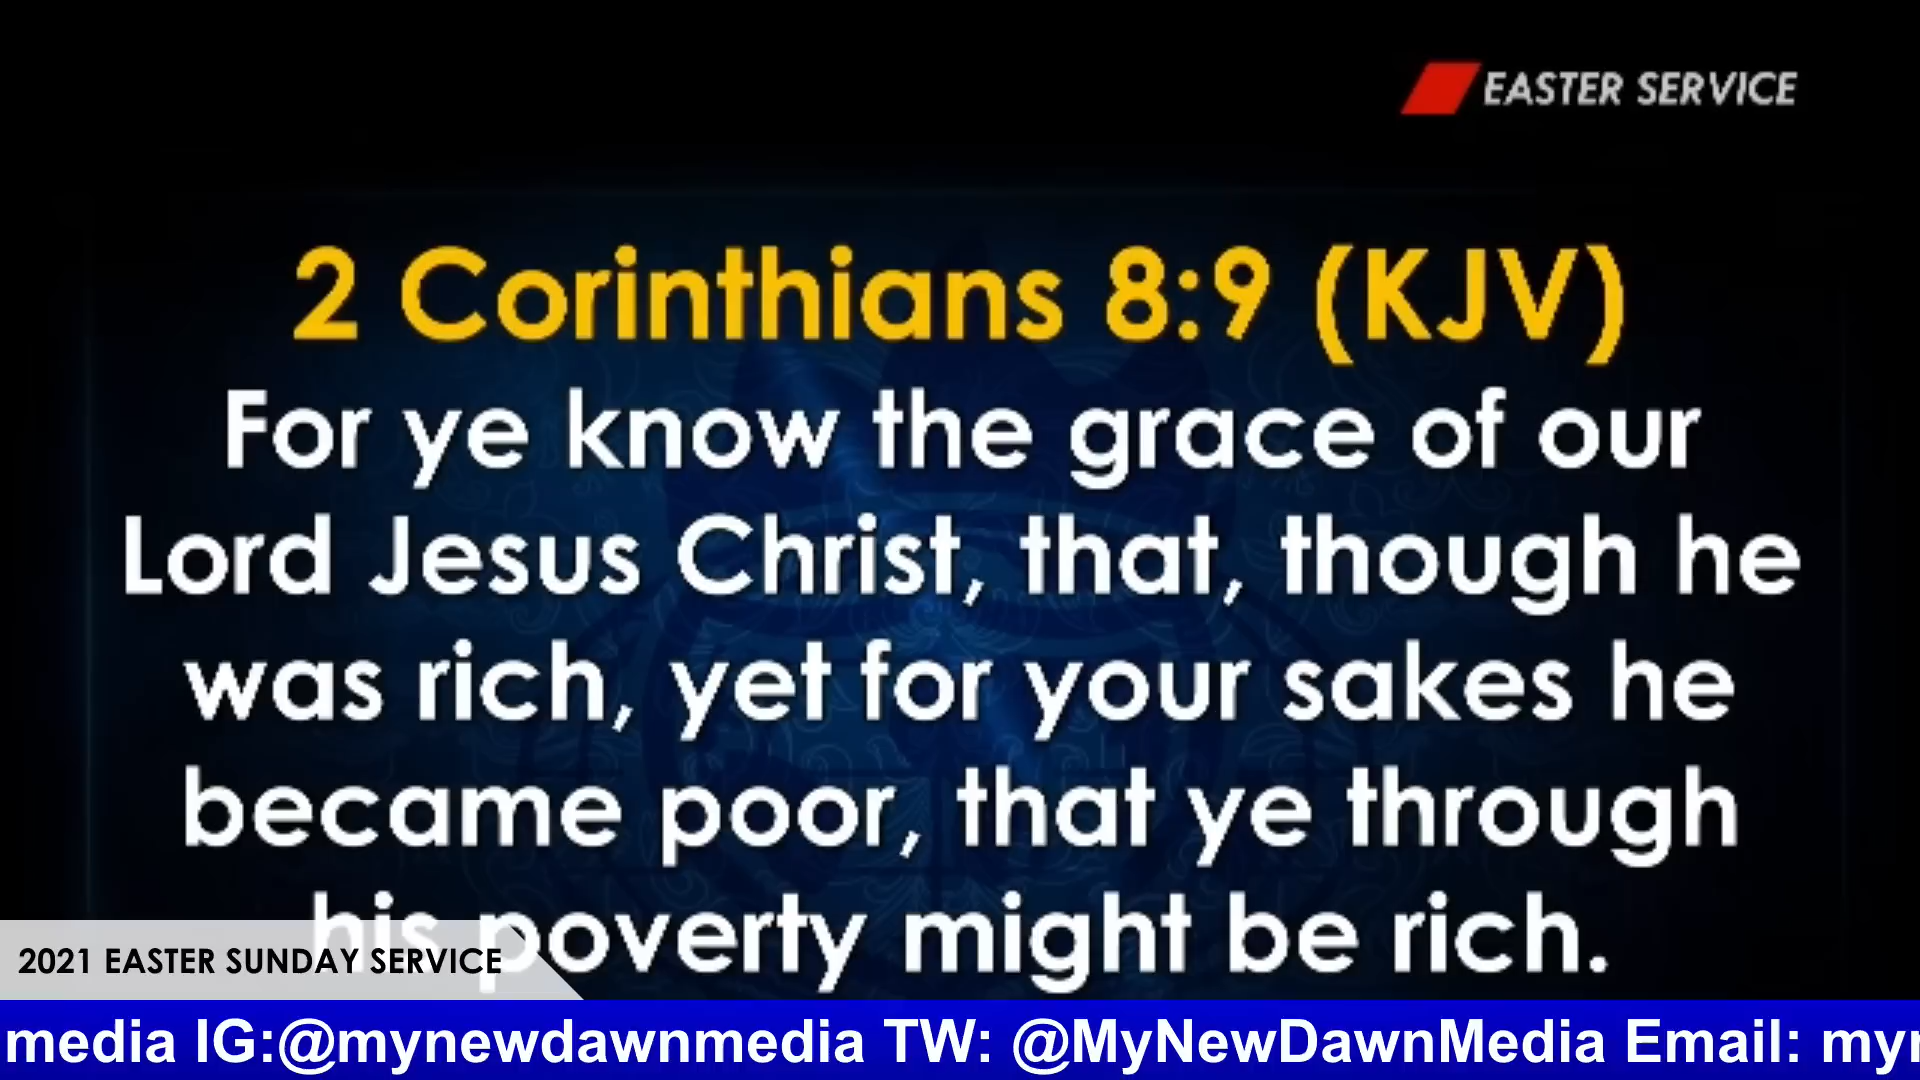 EASTER SERVICE
2 Corinthians 8:9 (KJV)
For ye know the grace of our
Lord Jesus Christ, that, though he
was rich, yet for your sakes he
became poor, that ye through
his poverty might be rich.
2021 EASTER SUNDAY SERVICE
media IG:@mynewdawnmedia TW: @MyNewDawnMedia Email: